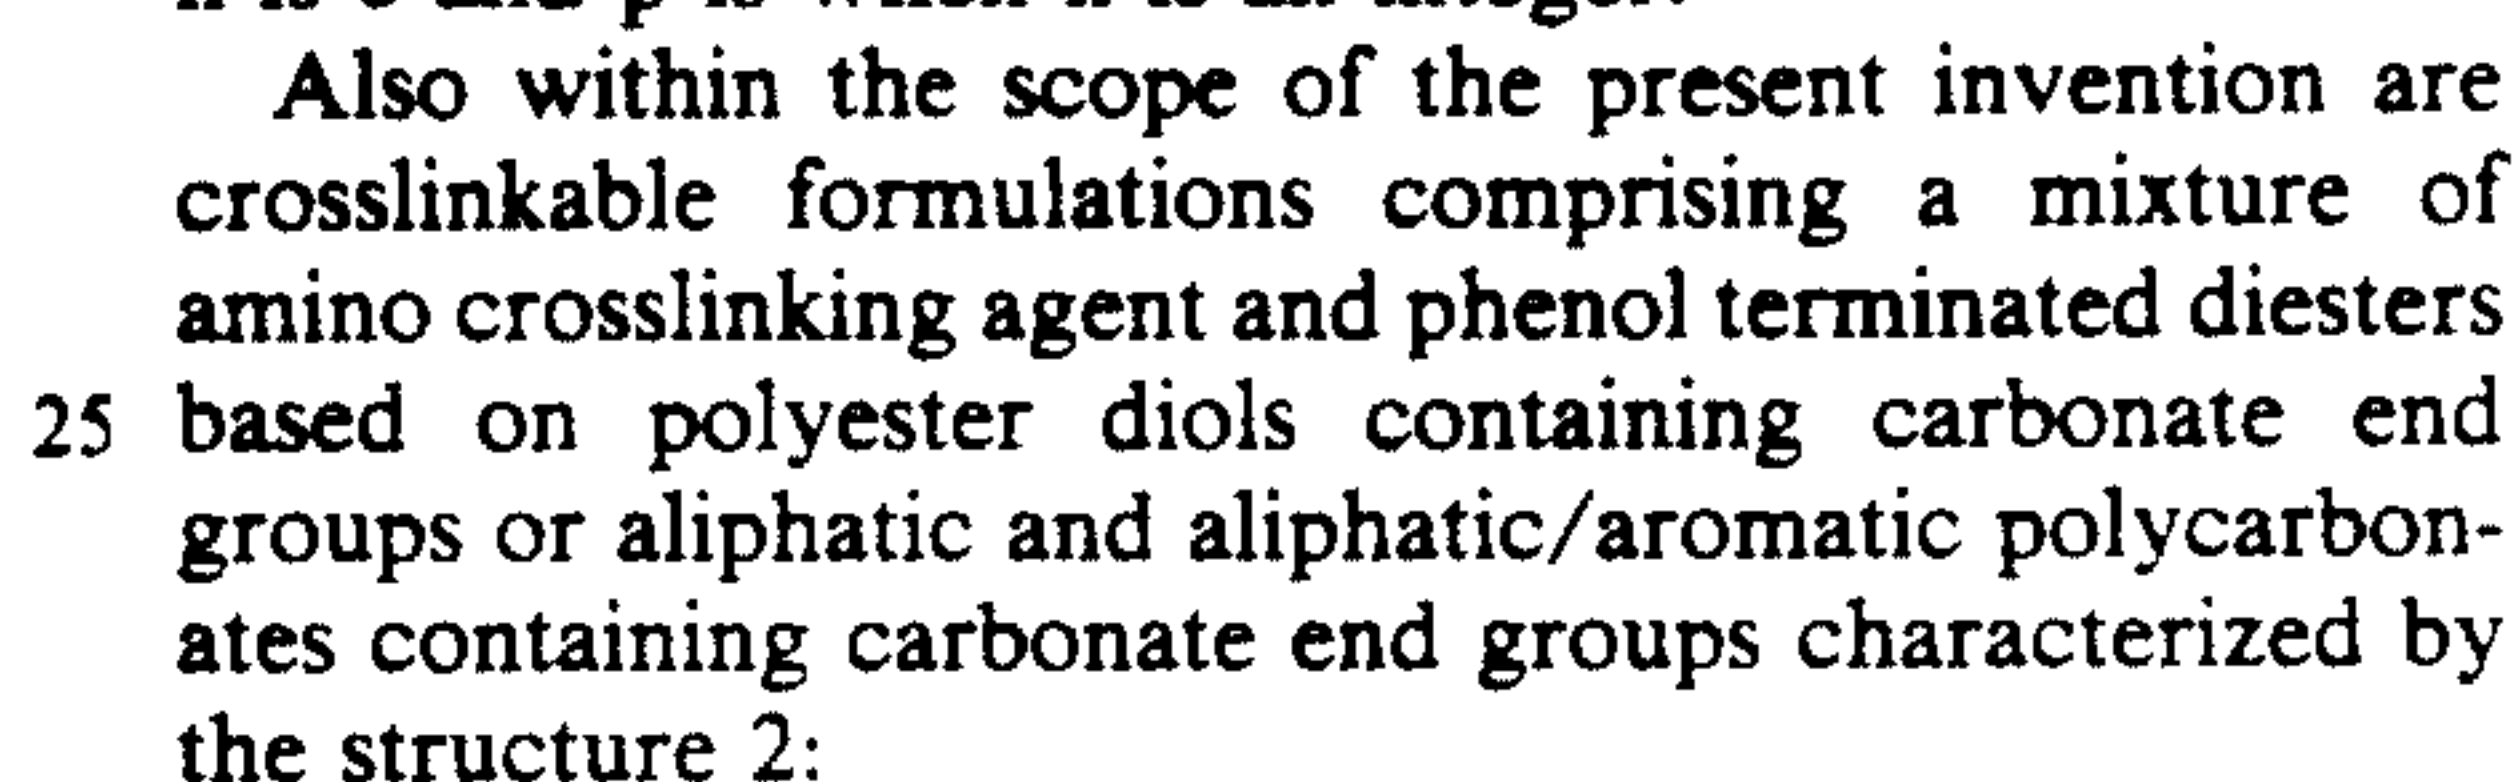 Also within the scope of the present invention are
crosslinkable formulations comprising a mixture of
amino crosslinking agent and phenol terminated diesters
25 based on polyester diols containing carbonate end
groups or aliphatic and aliphatic/aromatic polycarbon-
ates containing carbonate end groups characterized by
the structure 2: